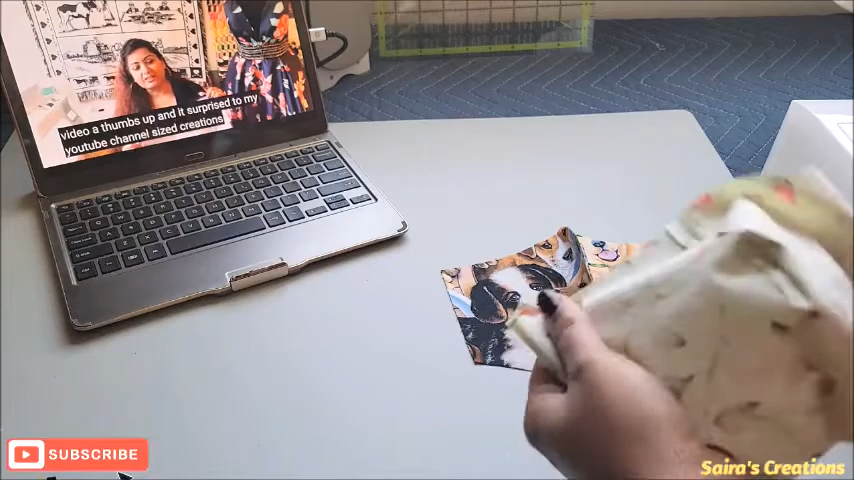 video a thumbs up and it surprised to my
youtube channel sized creations
SUBSCRIBE
Saira's Creations